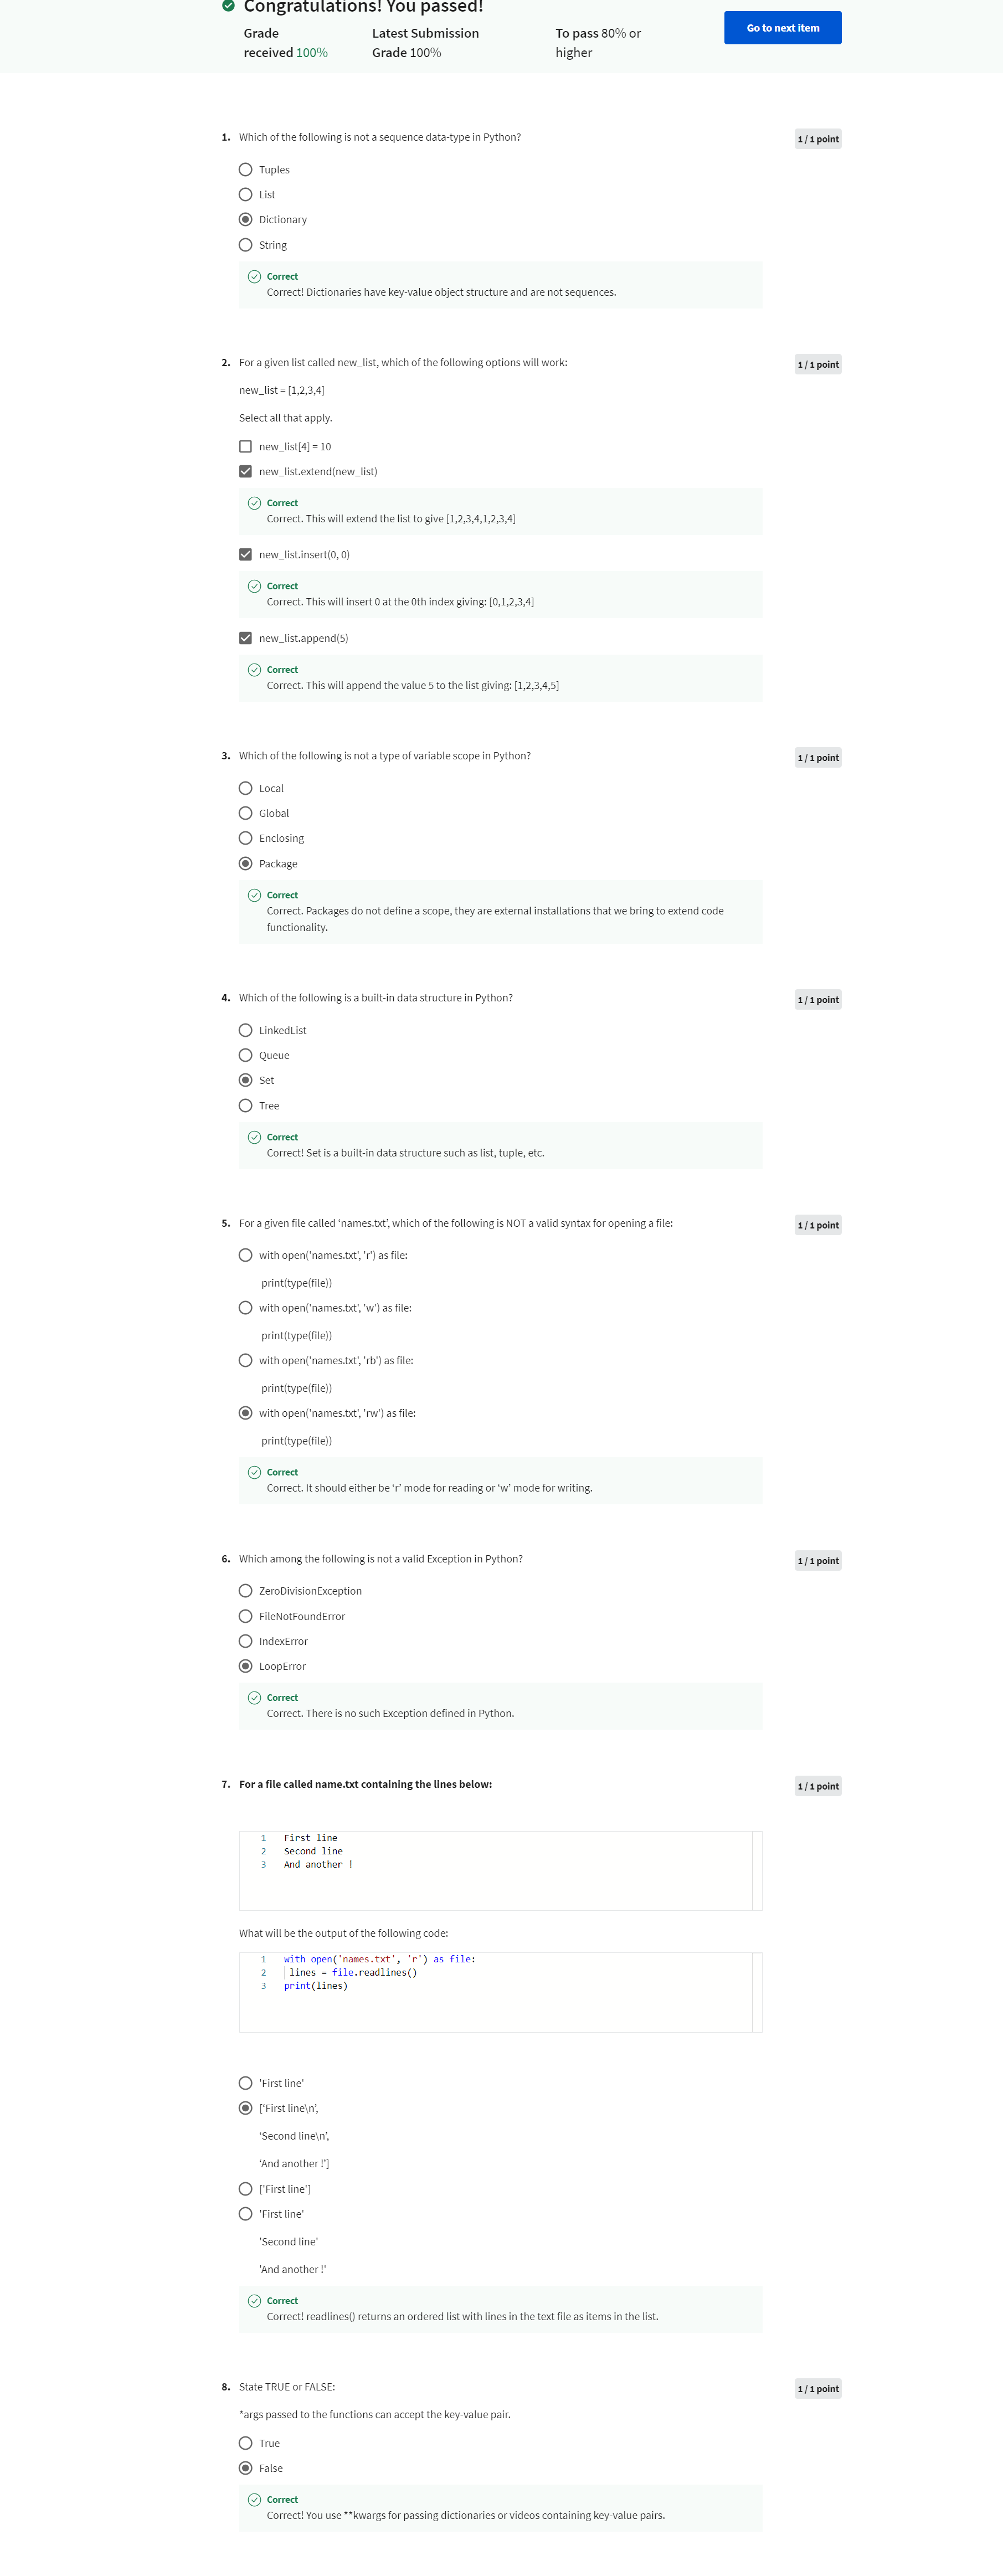 Congratulations! You passed!
Grade received 100%
Latest Submission Grade 100%
To pass 80% or higher
Go to next item
1. Which of the following is not a sequence data-type in Python?
1 / 1 point
Tuples
List
Dictionary
String
Correct
Correct! Dictionaries have key-value object structure and are not sequences.
2. For a given list called new_list, which of the following options will work:
1 / 1 point
new_list = [1,2,3,4]
Select all that apply.
new_list[4] = 10
new_list.extend(new_list)
Correct
Correct. This will extend the list to give [1,2,3,4,1,2,3,4]
new_list.insert(0, 0)
Correct
Correct. This will insert 0 at the 0th index giving: [0,1,2,3,4]
new_list.append(5)
Correct
Correct. This will append the value 5 to the list giving: [1,2,3,4,5]
3. Which of the following is not a type of variable scope in Python?
1 / 1 point
Local
Global
Enclosing
Package
Correct
Correct. Packages do not define a scope, they are external installations that we bring to extend code
functionality.
4. Which of the following is a built-in data structure in Python?
1 / 1 point
LinkedList
Queue
Set
Tree
Correct
Correct! Set is a built-in data structure such as list, tuple, etc.
5. For a given file called ‘names.txt’, which of the following is NOT a valid syntax for opening a file:
1 / 1 point
with open('names.txt', 'r') as file:
print(type(file))
with open('names.txt', 'w') as file:
print(type(file))
with open('names.txt', 'rb') as file:
print(type(file))
with open('names.txt', 'rw') as file:
print(type(file))
Correct
Correct. It should either be ‘r’ mode for reading or ‘w’ mode for writing.
6. Which among the following is not a valid Exception in Python?
1 / 1 point
ZeroDivisionException
FileNotFoundError
IndexError
LoopError
Correct
Correct. There is no such Exception defined in Python.
7. For a file called name.txt containing the lines below:
1 / 1 point
1 First line
2 Second line
3 And another !
What will be the output of the following code:
1 with open('names.txt', 'r') as file:
2 lines = file.readlines()
3 print(lines)
'First line'
[‘First line\n’,
‘Second line\n’,
‘And another !’]
['First line']
'First line'
'Second line'
'And another !'
Correct
Correct! readlines() returns an ordered list with lines in the text file as items in the list.
8. State TRUE or FALSE:
1 / 1 point
*args passed to the functions can accept the key-value pair.
True
False
Correct
Correct! You use **kwargs for passing dictionaries or videos containing key-value pairs.